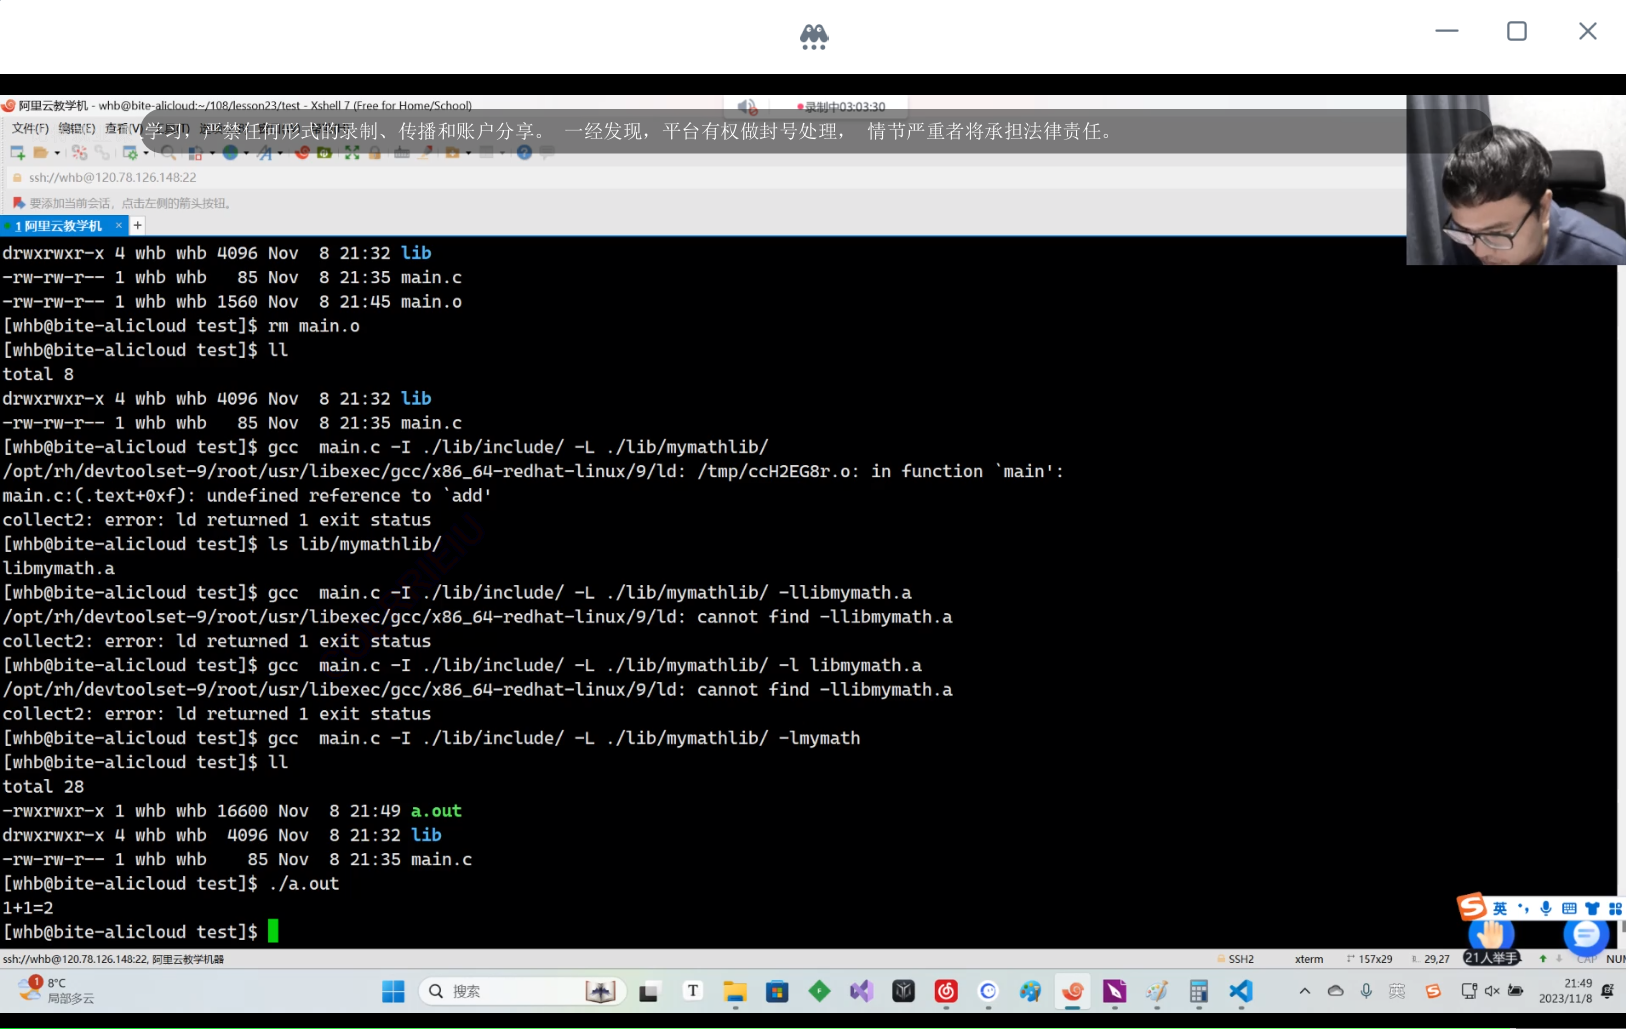 阿里云教学机 - whb@bite-alicloud:~/108/lesson23/test - Xshell 7 (Free for Home/School)
录制中03:03:30
文件(F) 编辑(E) 查看(V)
学习，严禁任何形式的录制、传播和账户分享。 一经发现，平台有权做封号处理， 情节严重者将承担法律责任。
ssh://whb@120.78.126.148:22
要添加当前会话，点击左侧的箭头按钮。
1 阿里云教学机 × +
drwxrwxr-x 4 whb whb 4096 Nov  8 21:32 lib
-rw-rw-r-- 1 whb whb   85 Nov  8 21:35 main.c
-rw-rw-r-- 1 whb whb 1560 Nov  8 21:45 main.o
[whb@bite-alicloud test]$ rm main.o
[whb@bite-alicloud test]$ ll
total 8
drwxrwxr-x 4 whb whb 4096 Nov  8 21:32 lib
-rw-rw-r-- 1 whb whb   85 Nov  8 21:35 main.c
[whb@bite-alicloud test]$ gcc  main.c -I ./lib/include/ -L ./lib/mymathlib/
/opt/rh/devtoolset-9/root/usr/libexec/gcc/x86_64-redhat-linux/9/ld: /tmp/ccH2EG8r.o: in function `main':
main.c:(.text+0xf): undefined reference to `add'
collect2: error: ld returned 1 exit status
[whb@bite-alicloud test]$ ls lib/mymathlib/
libmymath.a
[whb@bite-alicloud test]$ gcc  main.c -I ./lib/include/ -L ./lib/mymathlib/ -llibmymath.a
/opt/rh/devtoolset-9/root/usr/libexec/gcc/x86_64-redhat-linux/9/ld: cannot find -llibmymath.a
collect2: error: ld returned 1 exit status
[whb@bite-alicloud test]$ gcc  main.c -I ./lib/include/ -L ./lib/mymathlib/ -l libmymath.a
/opt/rh/devtoolset-9/root/usr/libexec/gcc/x86_64-redhat-linux/9/ld: cannot find -llibmymath.a
collect2: error: ld returned 1 exit status
[whb@bite-alicloud test]$ gcc  main.c -I ./lib/include/ -L ./lib/mymathlib/ -lmymath
[whb@bite-alicloud test]$ ll
total 28
-rwxrwxr-x 1 whb whb 16600 Nov  8 21:49 a.out
drwxrwxr-x 4 whb whb  4096 Nov  8 21:32 lib
-rw-rw-r-- 1 whb whb    85 Nov  8 21:35 main.c
[whb@bite-alicloud test]$ ./a.out
1+1=2
[whb@bite-alicloud test]$
英
21人举手
ssh://whb@120.78.126.148:22, 阿里云教学机器 SSH2 xterm 157x29 29,27 CAP NUM
1 8°C
局部多云
搜索
英
21:49
2023/11/8